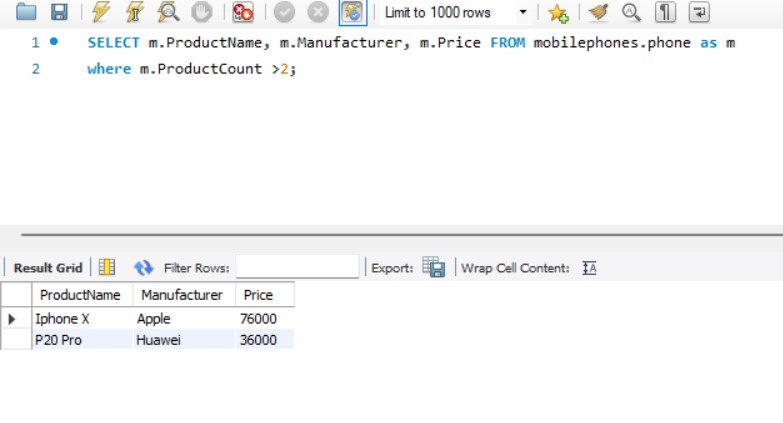 Limit to 1000 rows
1 SELECT m.ProductName, m.Manufacturer, m.Price FROM mobilephones.phone as m
2 where m.ProductCount >2;
Result Grid Filter Rows: Export: Wrap Cell Content: IA
ProductName Manufacturer Price
Iphone X Apple 76000
P20 Pro Huawei 36000